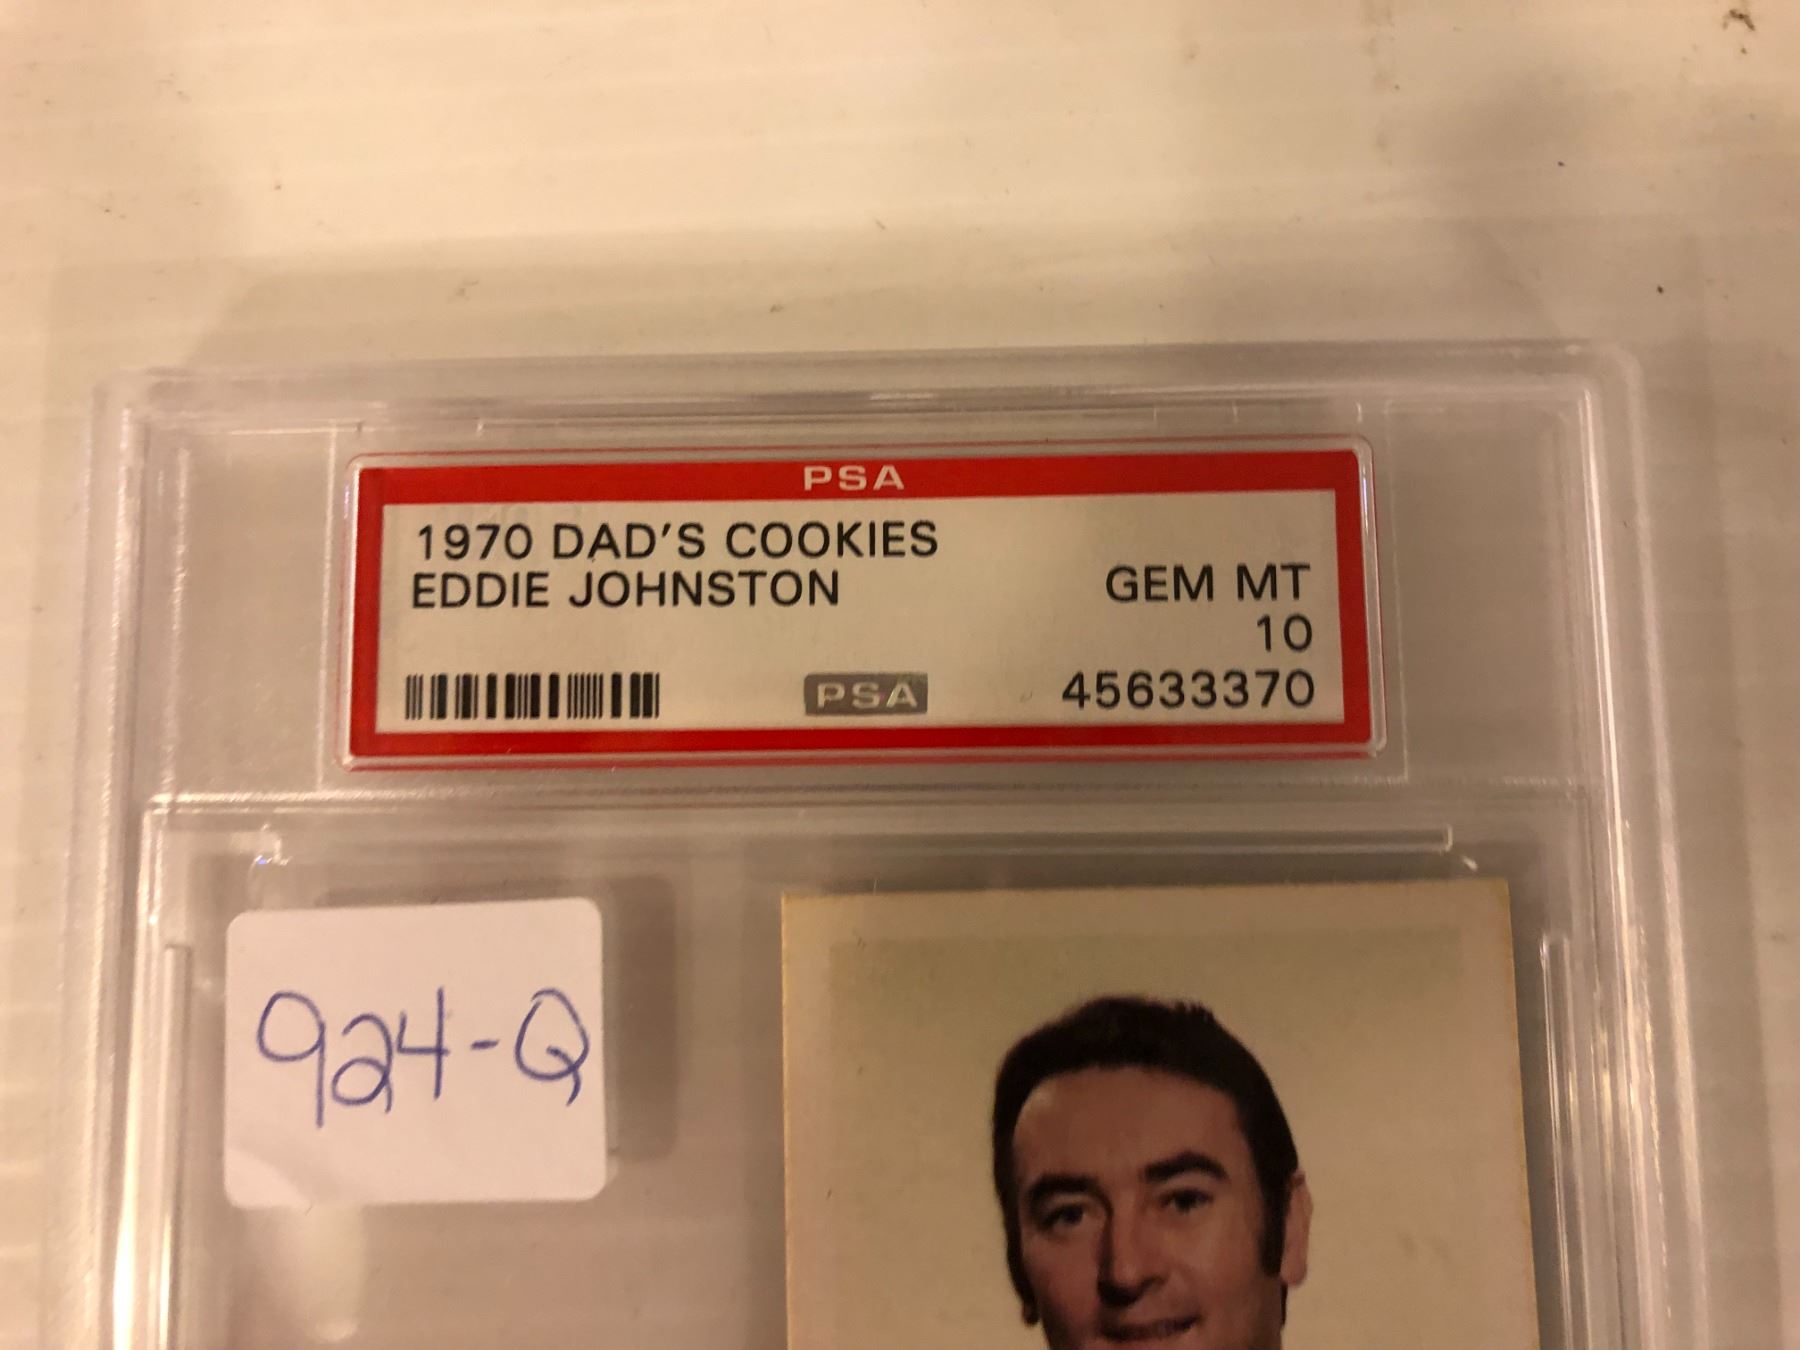 PSA
1970 DAD'S COOKIES
EDDIE JOHNSTON
GEM MT
10
PSA
45633370
924-Q